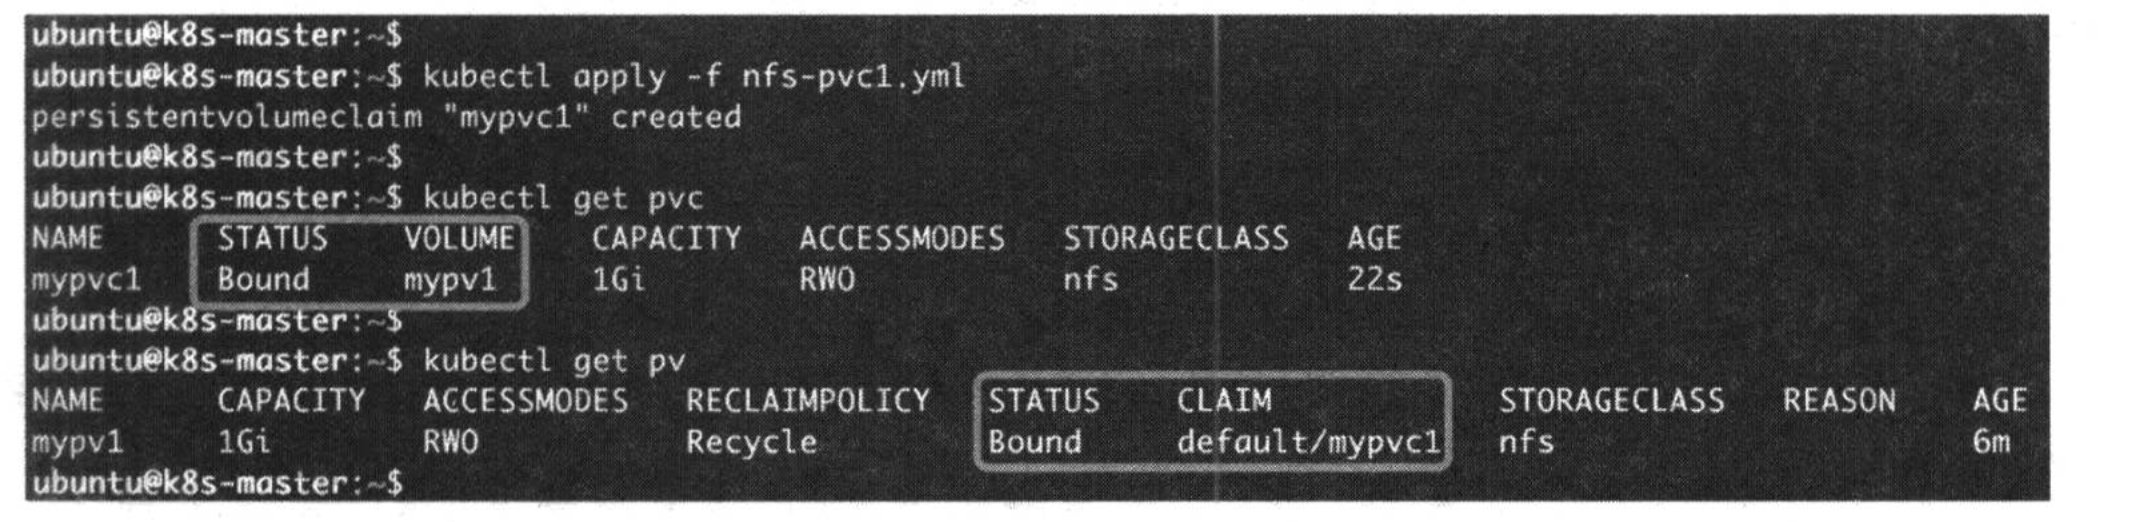 ubuntu@k8s-master:~$
ubuntu@k8s-master:~$ kubectl apply -f nfs-pvc1.yml
persistentvolumeclaim "mypvc1" created
ubuntu@k8s-master:~$
ubuntu@k8s-master:~$ kubectl get pvc
NAME STATUS VOLUME CAPACITY ACCESSMODES STORAGECLASS AGE
mypvc1 Bound mypv1 1Gi RWO nfs 22s
ubuntu@k8s-master:~$
ubuntu@k8s-master:~$ kubectl get pv
NAME CAPACITY ACCESSMODES RECLAIMPOLICY STATUS CLAIM STORAGECLASS REASON AGE
mypv1 1Gi RWO Recycle Bound default/mypvc1 nfs 6m
ubuntu@k8s-master:~$